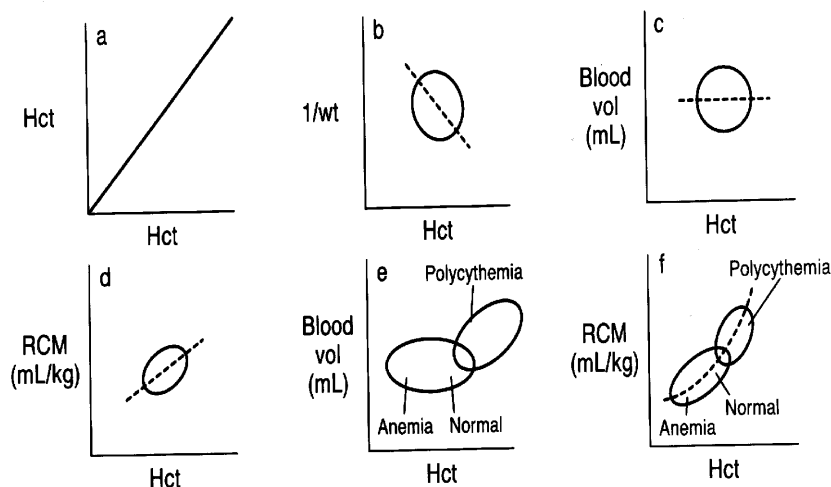 a
Hct
Hct
b
1/wt
Hct
c
Blood
vol
(mL)
Hct
d
RCM
(mL/kg)
Hct
e
Polycythemia
Blood
vol
(mL)
Anemia Normal
Hct
f
Polycythemia
RCM
(mL/kg)
Normal
Anemia
Hct